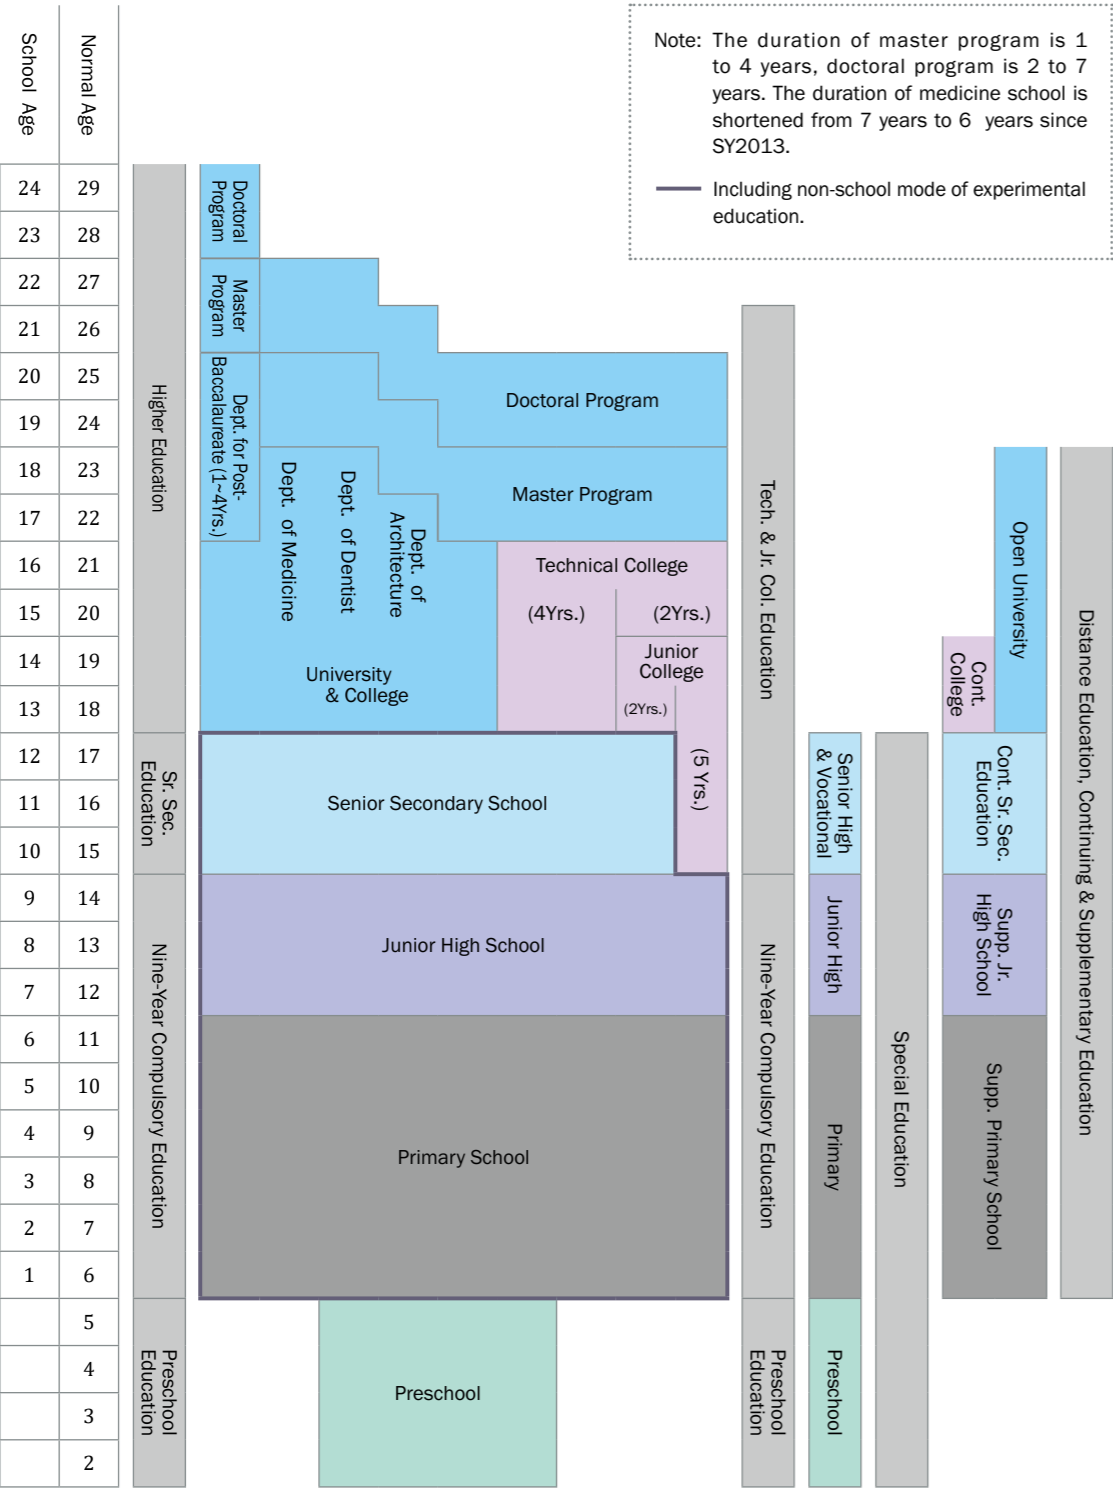 School Age
Normal Age
Note: The duration of master program is 1
to 4 years, doctoral program is 2 to 7
years. The duration of medicine school is
shortened from 7 years to 6 years since
SY2013.
Including non-school mode of experimental
education.
24 29
23 28
22 27
21 26
20 25
19 24
18 23
17 22
16 21
15 20
14 19
13 18
12 17
11 16
10 15
9 14
8 13
7 12
6 11
5 10
4 9
3 8
2 7
1 6
5
4
3
2
Higher Education
Sr. Sec.
Education
Nine-Year Compulsory Education
Preschool
Education
Doctoral
Program
Master
Program
Dept. for Post-
Baccalaureate (1~4Yrs.)
Dept. of Medicine
Dept. of Dentist
Dept. of
Architecture
Doctoral Program
Master Program
University
& College
Technical College
(4Yrs.)
(2Yrs.)
Junior
College
(2Yrs.)
(5 Yrs.)
Senior Secondary School
Junior High School
Primary School
Preschool
Tech. & Jr. Col. Education
Nine-Year Compulsory Education
Preschool
Education
Senior High
& Vocational
Junior High
Primary
Preschool
Special Education
Open University
Cont.
College
Cont. Sr. Sec.
Education
Supp. Jr.
High School
Supp. Primary School
Distance Education, Continuing & Supplementary Education